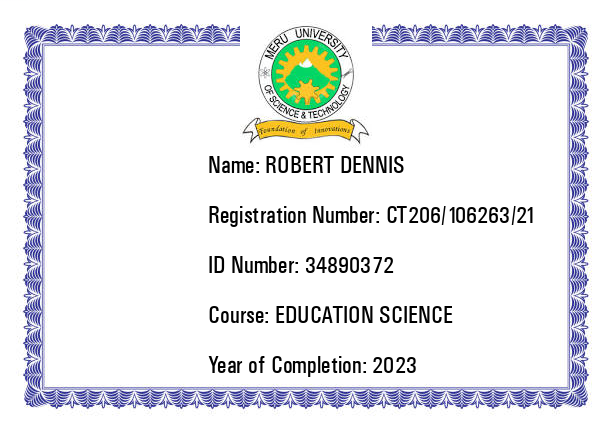 MERU UNIVERSITY
OF SCIENCE & TECHNOLOGY
Foundation of Innovations
Name: ROBERT DENNIS
Registration Number: CT206/106263/21
ID Number: 34890372
Course: EDUCATION SCIENCE
Year of Completion: 2023